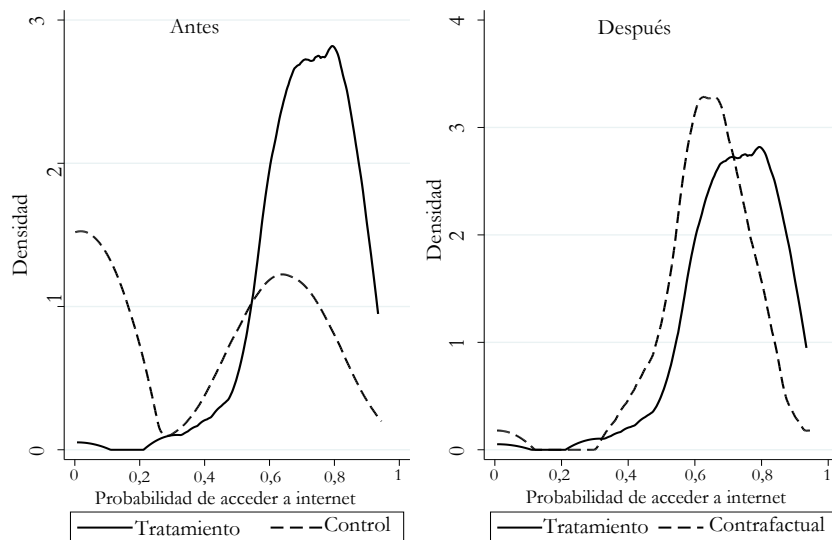 Antes
Densidad
3
2
1
0
0
0,2
0,4
0,6
0,8
1
Probabilidad de acceder a internet
Tratamiento
Control
Después
Densidad
4
3
2
1
0
0
0,2
0,4
0,6
0,8
1
Probabilidad de acceder a internet
Tratamiento
Contrafactual